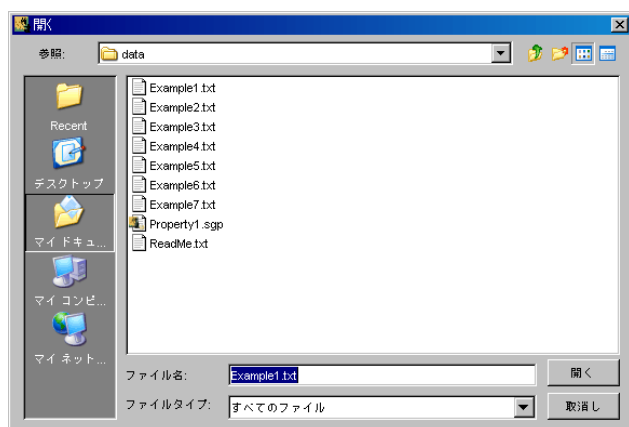 開く
参照: data
Recent
デスクトップ
マイ ドキュ...
マイ コンピ...
マイ ネット...
Example1.txt
Example2.txt
Example3.txt
Example4.txt
Example5.txt
Example6.txt
Example7.txt
Property1.sgp
ReadMe.txt
ファイル名: Example1.txt 開く
ファイルタイプ: すべてのファイル 取消し